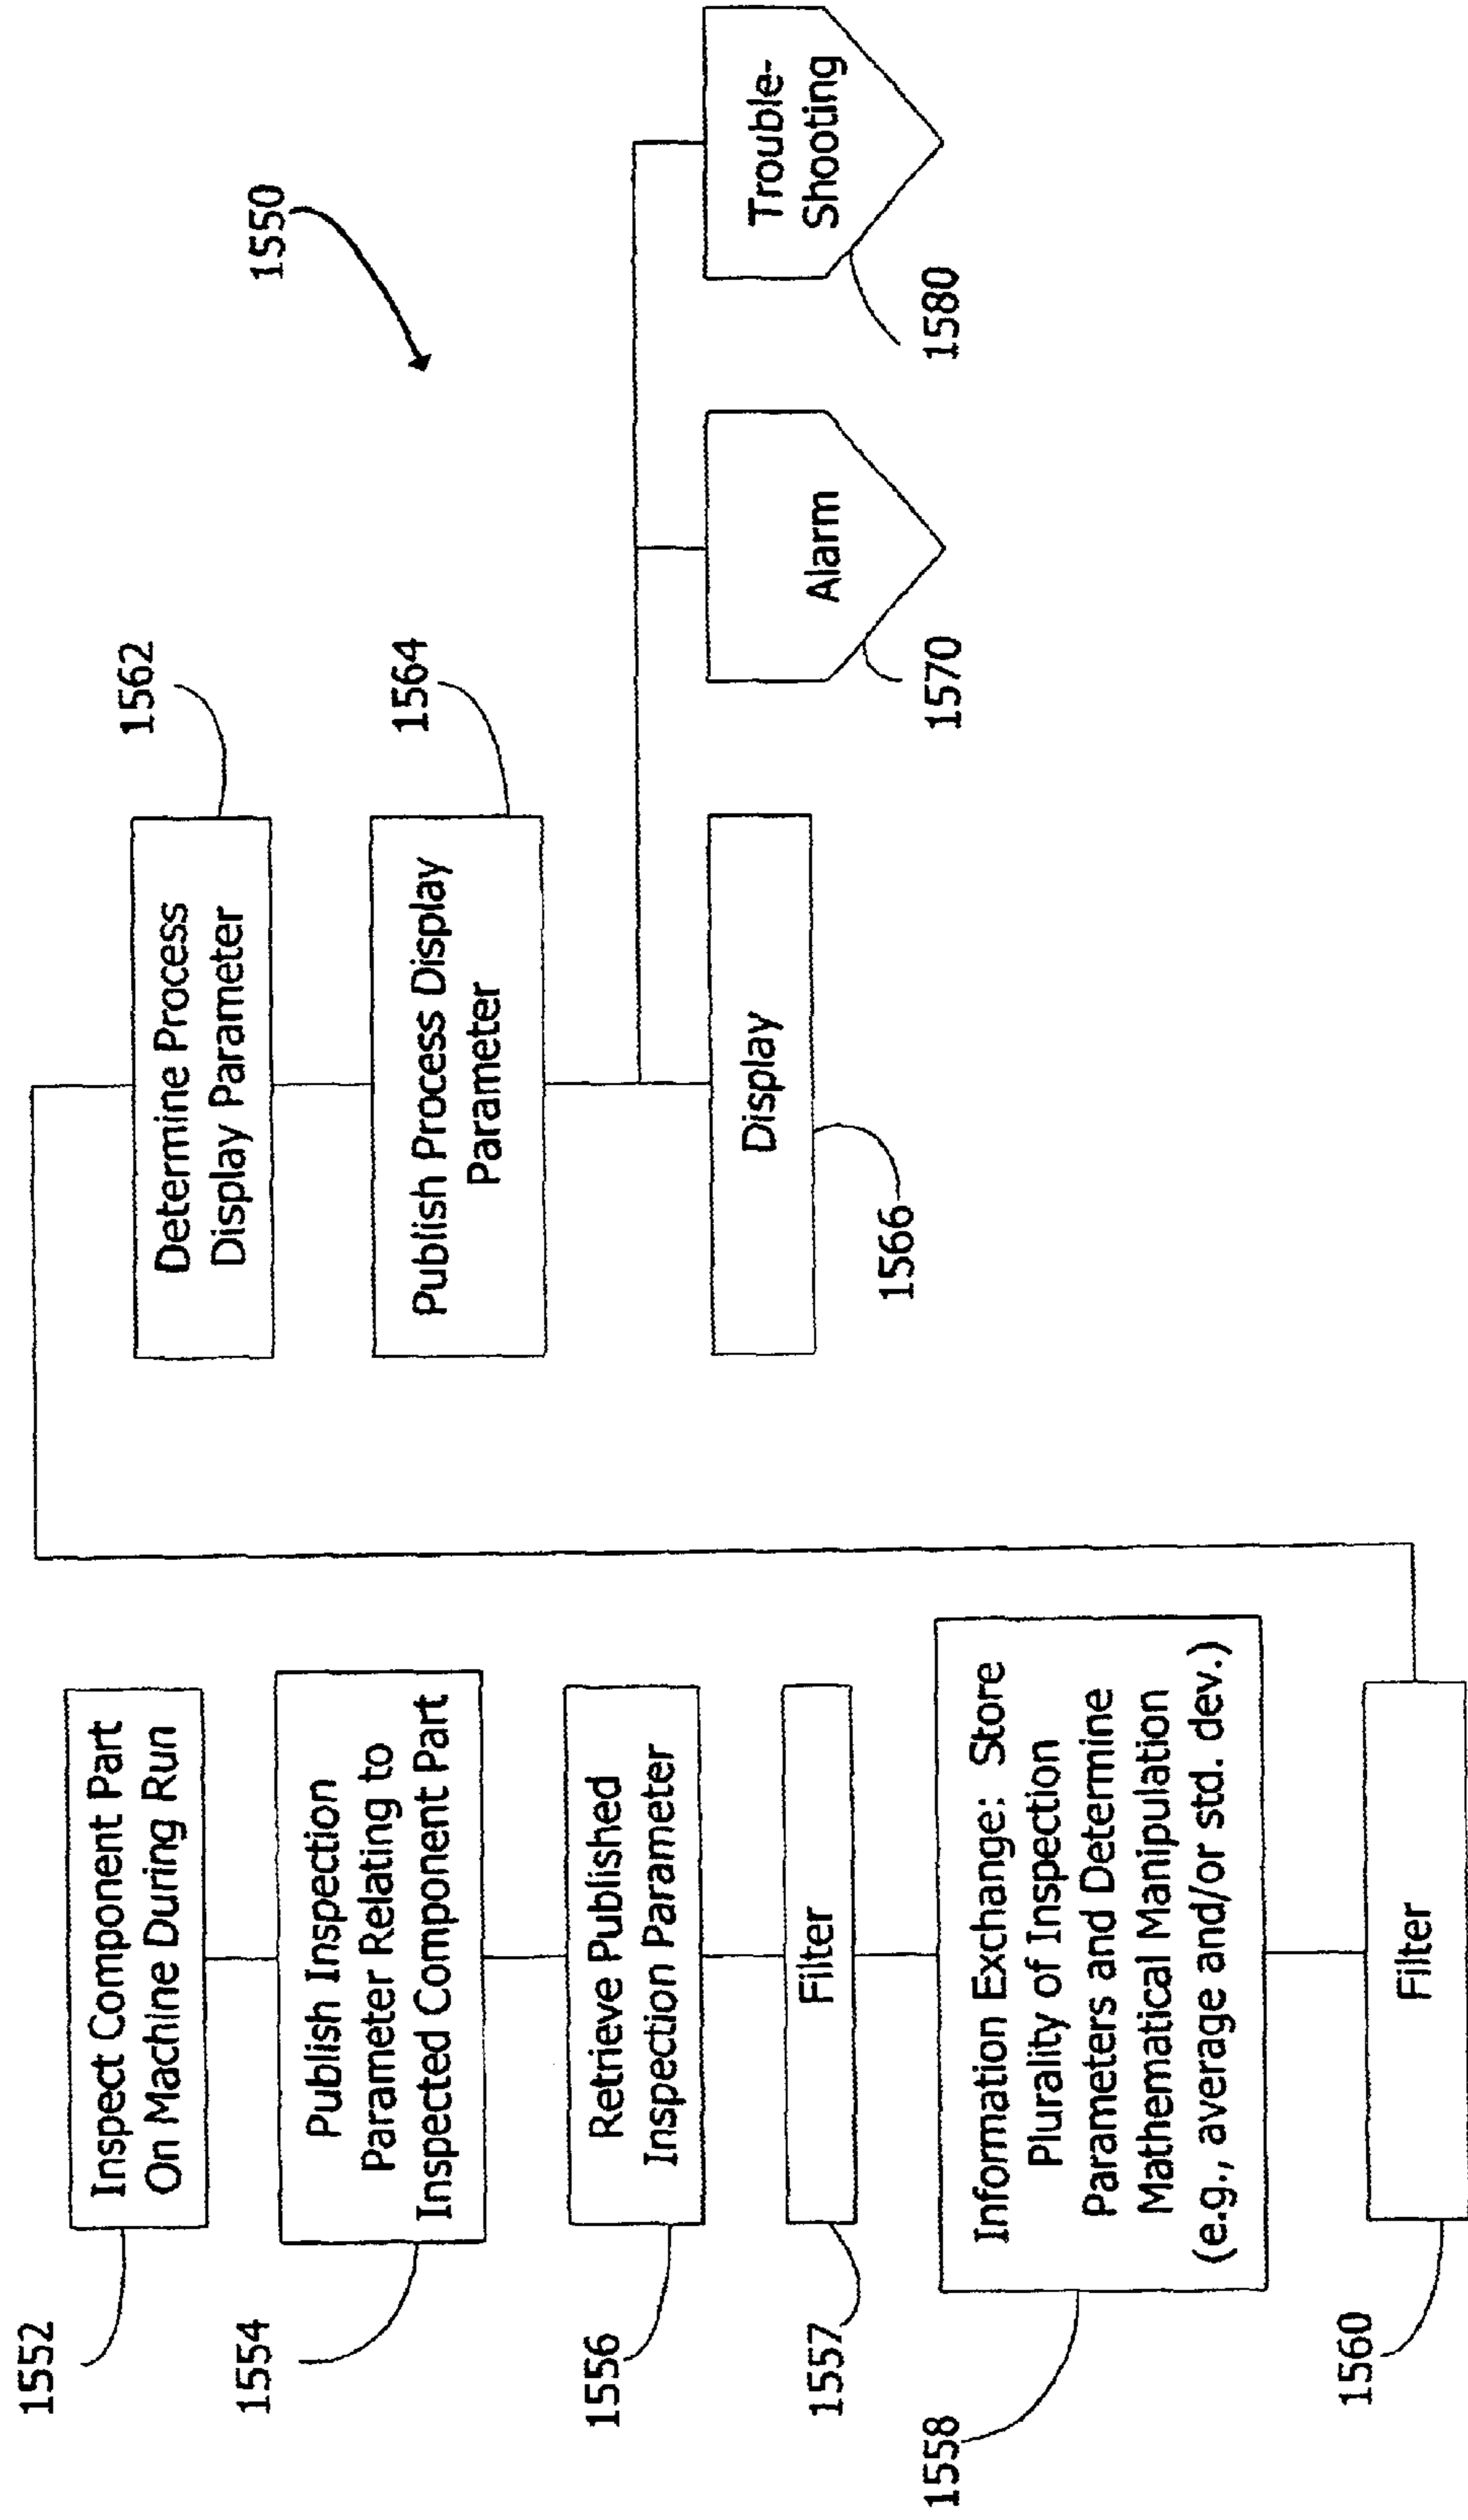 1552
Inspect Component Part
On Machine During Run
1554
Publish Inspection
Parameter Relating to
Inspected Component Part
1556
Retrieve Published
Inspection Parameter
1557
Filter
1558
Information Exchange: Store
Plurality of Inspection
Parameters and Determine
Mathematical Manipulation
(e.g., average and/or std. dev.)
1560
Filter
1562
Determine Process
Display Parameter
1564
Publish Process Display
Parameter
Display
1566
1550
Alarm
1570
Trouble-
Shooting
1580